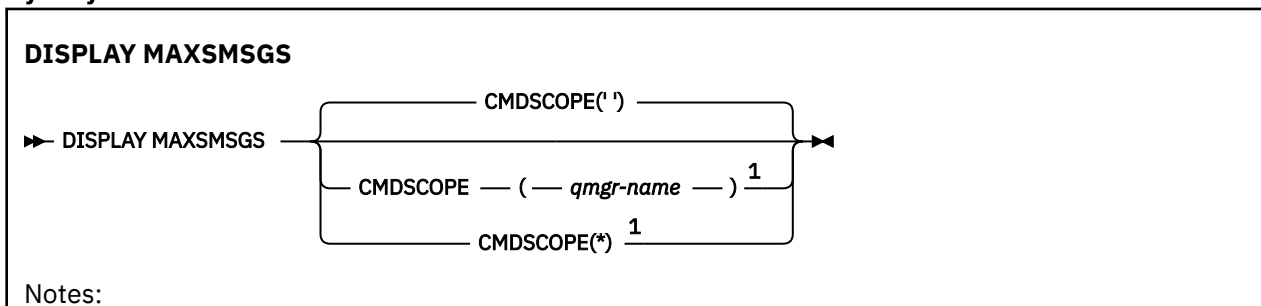 DISPLAY MAXSMSGS
CMDSCOPE(' ')
DISPLAY MAXSMSGS
CMDSCOPE ( qmgr-name ) 1
CMDSCOPE(*) 1
Notes: